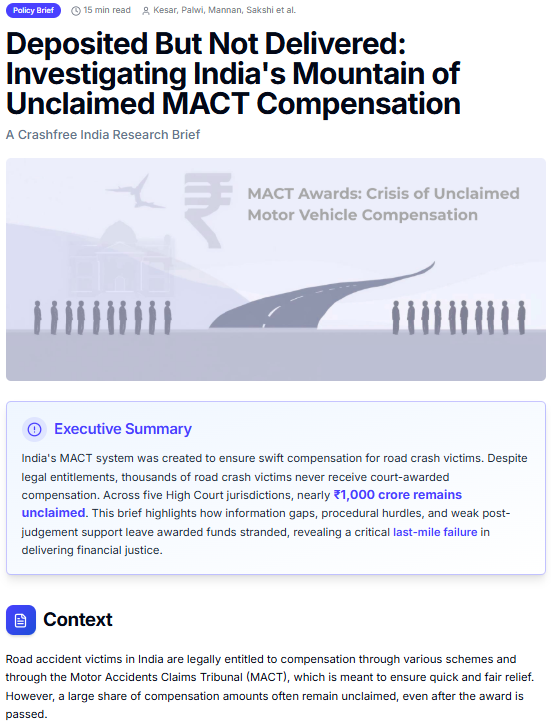 Policy Brief 15 min read Kesar, Palwi, Mannan, Sakshi et al.
Deposited But Not Delivered:
Investigating India's Mountain of
Unclaimed MACT Compensation
A Crashfree India Research Brief
MACT Awards: Crisis of Unclaimed
Motor Vehicle Compensation
Executive Summary
India's MACT system was created to ensure swift compensation for road crash victims. Despite
legal entitlements, thousands of road crash victims never receive court-awarded
compensation. Across five High Court jurisdictions, nearly ₹1,000 crore remains
unclaimed. This brief highlights how information gaps, procedural hurdles, and weak post-
judgement support leave awarded funds stranded, revealing a critical last-mile failure in
delivering financial justice.
Context
Road accident victims in India are legally entitled to compensation through various schemes and
through the Motor Accidents Claims Tribunal (MACT), which is meant to ensure quick and fair relief.
However, a large share of compensation amounts often remain unclaimed, even after the award is
passed.